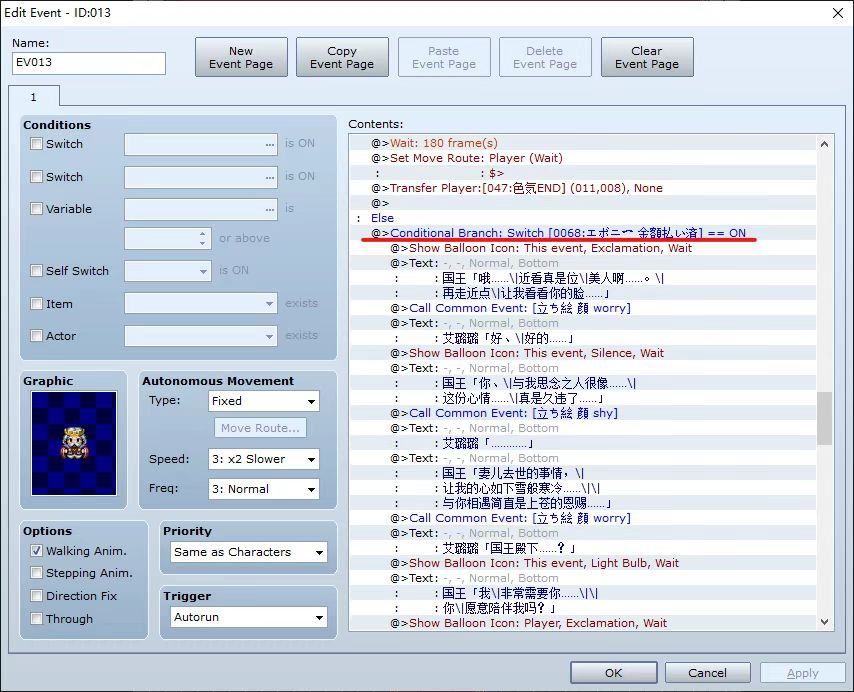 Edit Event - ID:013
Name:
EV013
New
Event Page
Copy
Event Page
Paste
Event Page
Delete
Event Page
Clear
Event Page
1
Conditions
Switch
... is ON
Switch
... is ON
Variable
... is
or above
Self Switch
is ON
Item
exists
Actor
exists
Graphic
Autonomous Movement
Type: Fixed
Move Route...
Speed: 3: x2 Slower
Freq: 3: Normal
Options
Walking Anim.
Stepping Anim.
Direction Fix
Through
Priority
Same as Characters
Trigger
Autorun
Contents:
@>Wait: 180 frame(s)
@>Set Move Route: Player (Wait)
: : $>
@>Transfer Player:[047:色気END] (011,008), None
@>
: Else
@>Conditional Branch: Switch [0068:エポニー 金額払い済] == ON
@>Show Balloon Icon: This event, Exclamation, Wait
@>Text: -, -, Normal, Bottom
: : 国王「哦……\|近看真是位\|美人啊……。\|
: : 再走近点\|让我看看你的脸……」
@>Call Common Event: [立ち絵 顔 worry]
@>Text: -, -, Normal, Bottom
: : 艾璐璐「好、\|好的……」
@>Show Balloon Icon: This event, Silence, Wait
@>Text: -, -, Normal, Bottom
: : 国王「你、\|与我思念之人很像……\|
: : 这份心情……\|真是久违了……」
@>Call Common Event: [立ち絵 顔 shy]
@>Text: -, -, Normal, Bottom
: : 艾璐璐「…………」
@>Text: -, -, Normal, Bottom
: : 国王「妻儿去世的事情，\|
: : 让我的心如下雪般寒冷……\|\|
: : 与你相遇简直是上苍的恩赐……」
@>Call Common Event: [立ち絵 顔 worry]
@>Text: -, -, Normal, Bottom
: : 艾璐璐「国王殿下……？」
@>Show Balloon Icon: This event, Light Bulb, Wait
@>Text: -, -, Normal, Bottom
: : 国王「我\|非常需要你……\|\|
: : 你\|愿意陪伴我吗？」
@>Show Balloon Icon: Player, Exclamation, Wait
OK
Cancel
Apply